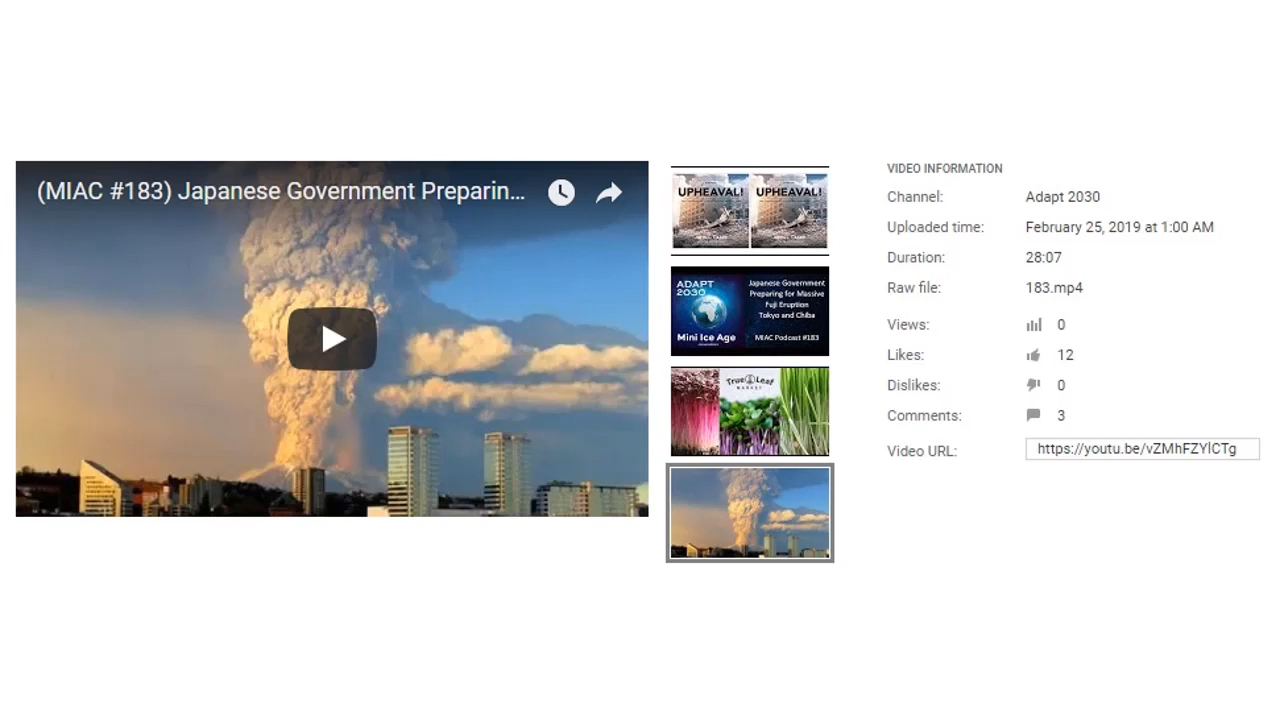 (MIAC #183) Japanese Government Preparin...
UPHEAVAL! UPHEAVAL!
ADAPT
2030
Mini Ice Age
Japanese Government
Preparing for Massive
Fuji Eruption
Tokyo and Chiba
MIAC Podcast #183
True Leaf
MARKET
VIDEO INFORMATION
Channel: Adapt 2030
Uploaded time: February 25, 2019 at 1:00 AM
Duration: 28:07
Raw file: 183.mp4
Views: 0
Likes: 12
Dislikes: 0
Comments: 3
Video URL: https://youtu.be/vZMhFZYlCTg